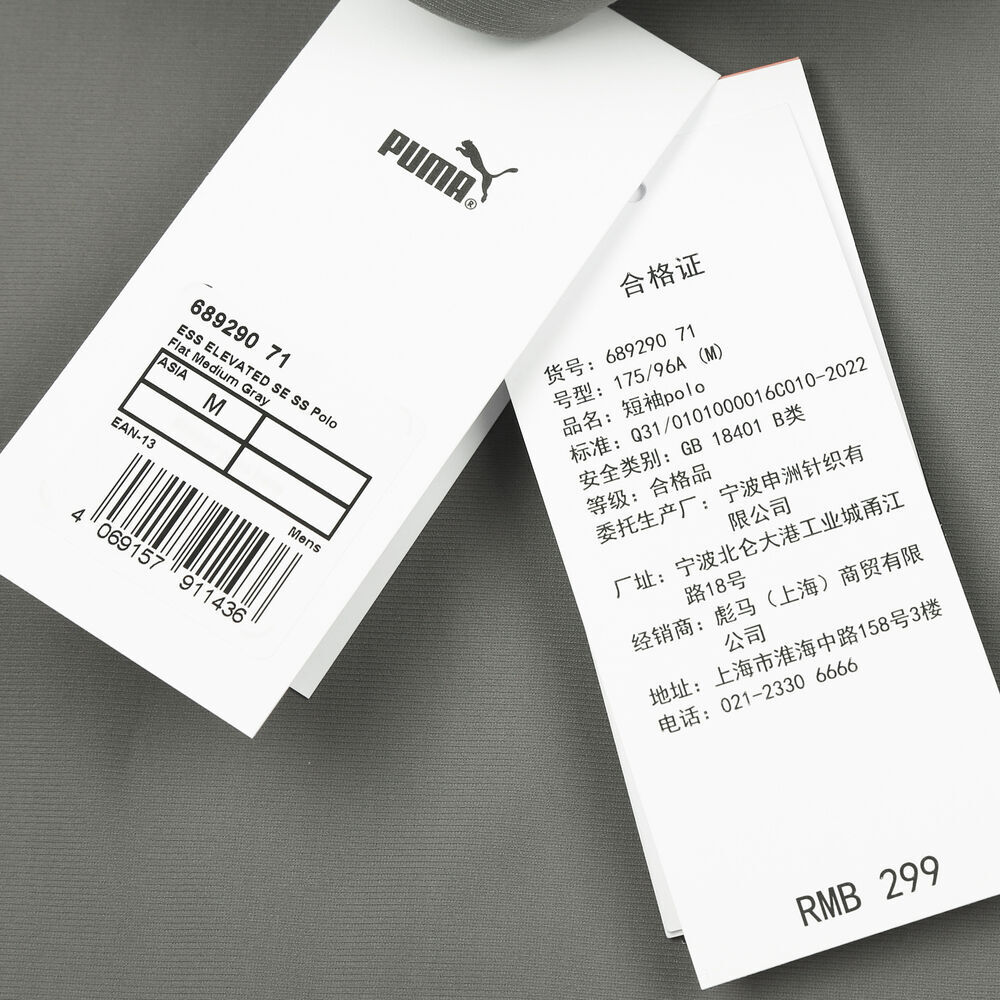 PUMA®
689290 71
ESS ELEVATED SE SS Polo
Flat Medium Gray
ASIA
M
EAN-13
Mens
4 069157 911436
合格证
货号：689290 71
号型：175/96A (M)
品名：短袖polo
标准：Q31/0101000016C010-2022
安全类别：GB 18401 B类
等级：合格品
委托生产厂：宁波申洲针织有
限公司
厂址：宁波北仑大港工业城甬江
路18号
经销商：彪马（上海）商贸有限
公司
地址：上海市淮海中路158号3楼
电话：021-2330 6666
RMB 299